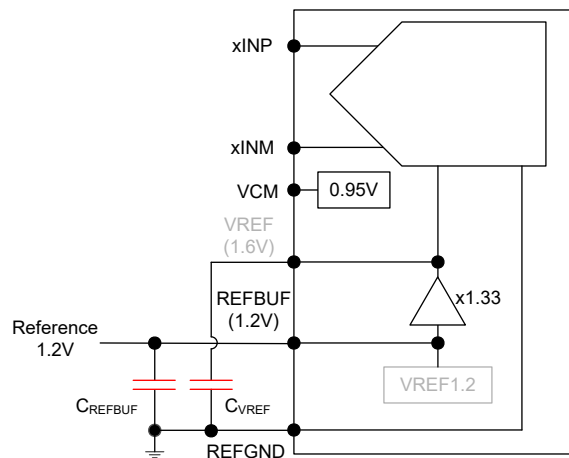 xINP
xINM
VCM
0.95V
VREF
(1.6V)
REFBUF
(1.2V)
x1.33
Reference
1.2V
VREF1.2
CREFBUF
CVREF
REFGND